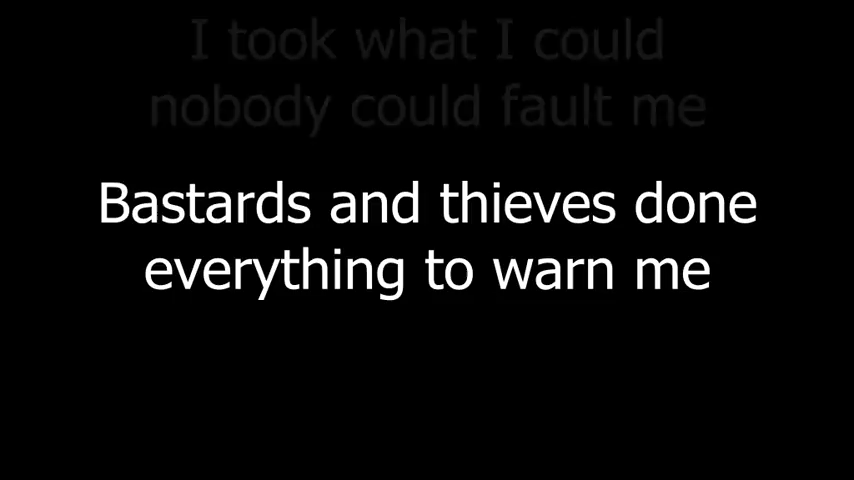 I took what I could
nobody could fault me
Bastards and thieves done
everything to warn me